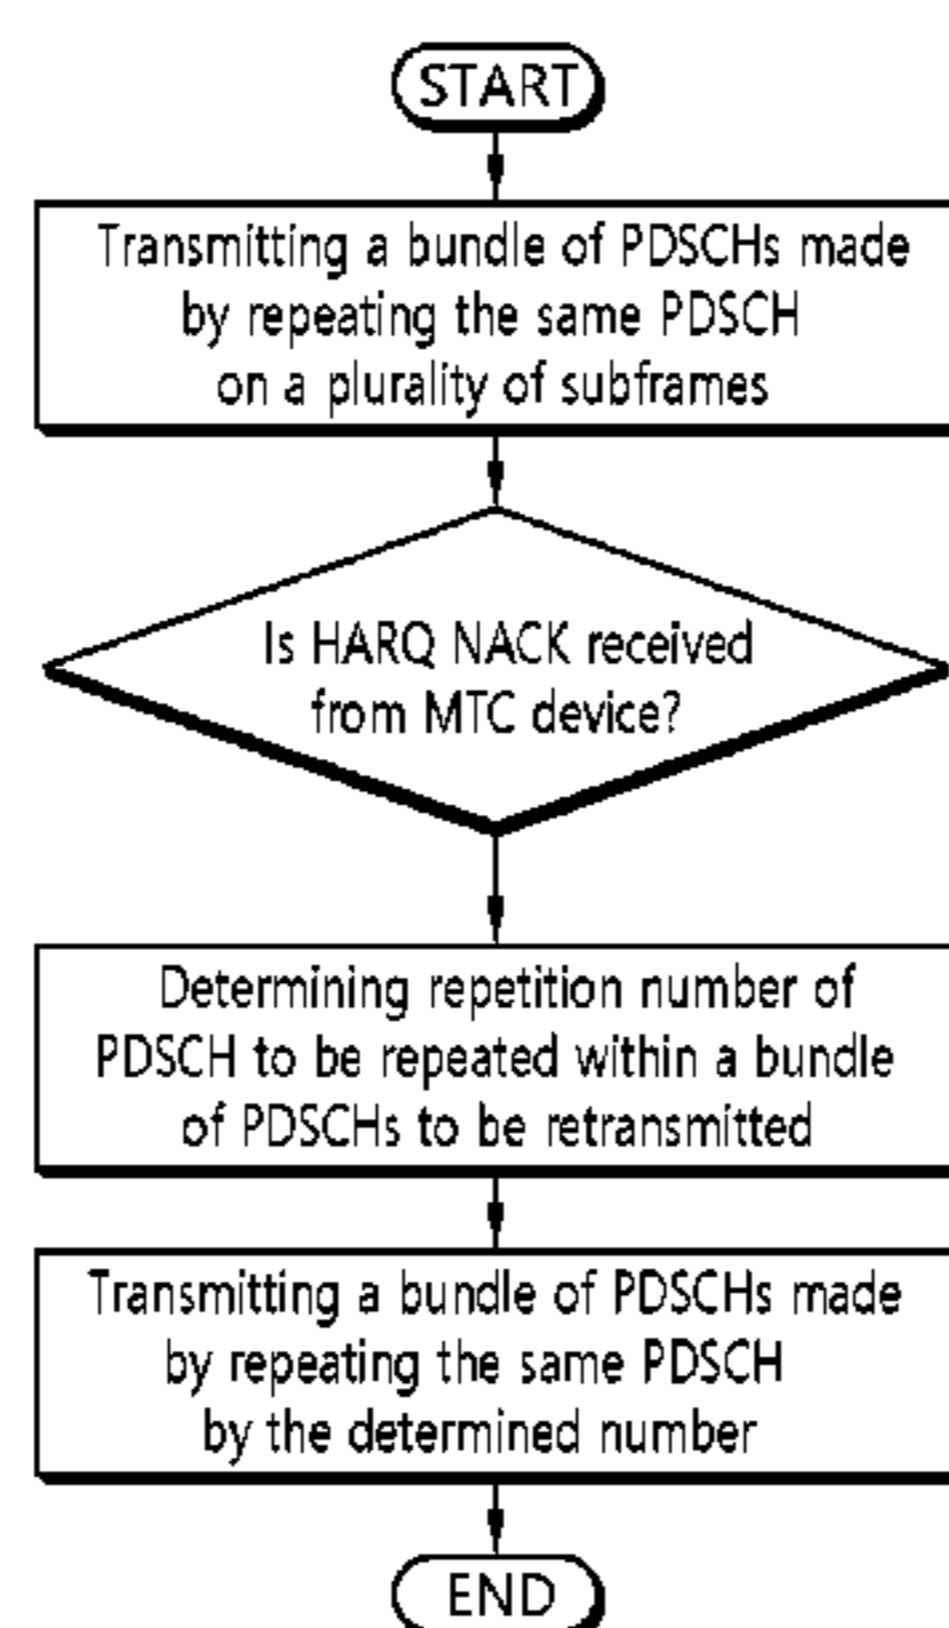 START
Transmitting a bundle of PDSCHs made
by repeating the same PDSCH
on a plurality of subframes
Is HARQ NACK received
from MTC device?
Determining repetition number of
PDSCH to be repeated within a bundle
of PDSCHs to be retransmitted
Transmitting a bundle of PDSCHs made
by repeating the same PDSCH
by the determined number
END